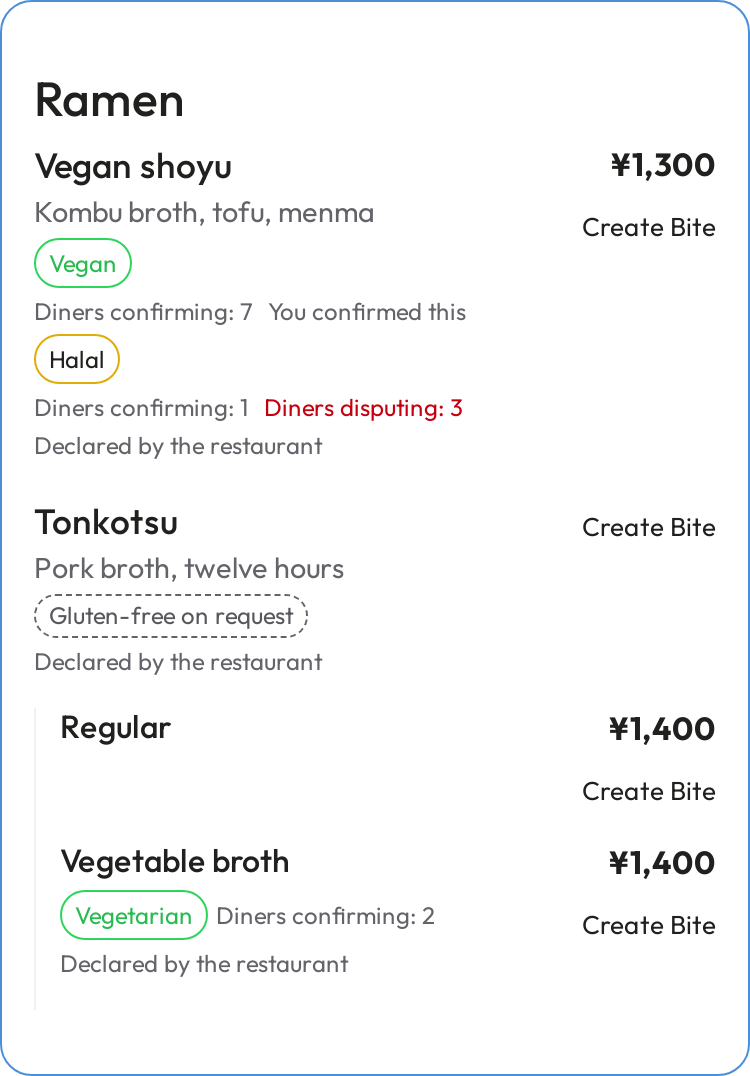 Ramen
Vegan shoyu ¥1,300
Kombu broth, tofu, menma
Create Bite
Vegan
Diners confirming: 7 You confirmed this
Halal
Diners confirming: 1 Diners disputing: 3
Declared by the restaurant
Tonkotsu Create Bite
Pork broth, twelve hours
Gluten-free on request
Declared by the restaurant
Regular ¥1,400
Create Bite
Vegetable broth ¥1,400
Vegetarian Diners confirming: 2
Create Bite
Declared by the restaurant